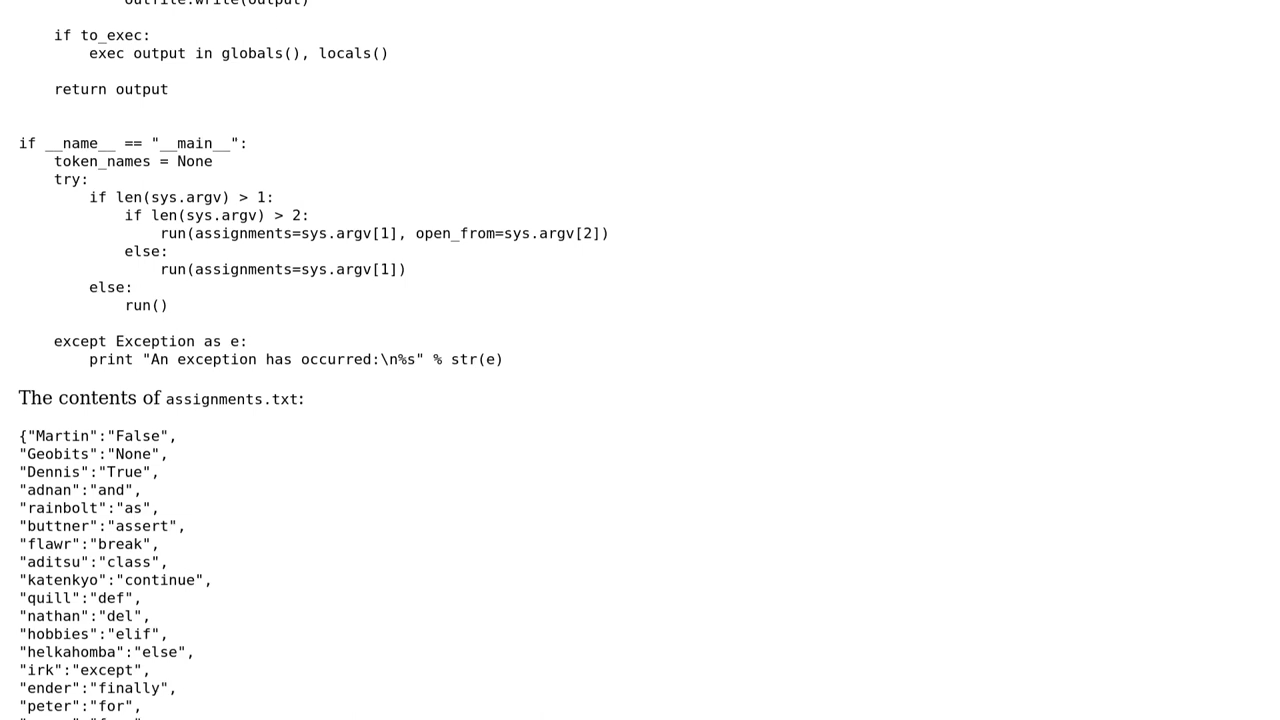 outfile.write(output)
if to_exec:
exec output in globals(), locals()
return output
if __name__ == "__main__":
token_names = None
try:
if len(sys.argv) > 1:
if len(sys.argv) > 2:
run(assignments=sys.argv[1], open_from=sys.argv[2])
else:
run(assignments=sys.argv[1])
else:
run()
except Exception as e:
print "An exception has occurred:\n%s" % str(e)
The contents of assignments.txt:
{"Martin":"False",
"Geobits":"None",
"Dennis":"True",
"adnan":"and",
"rainbolt":"as",
"buttner":"assert",
"flawr":"break",
"aditsu":"class",
"katenkyo":"continue",
"quill":"def",
"nathan":"del",
"hobbies":"elif",
"helkahomba":"else",
"irk":"except",
"ender":"finally",
"peter":"for",